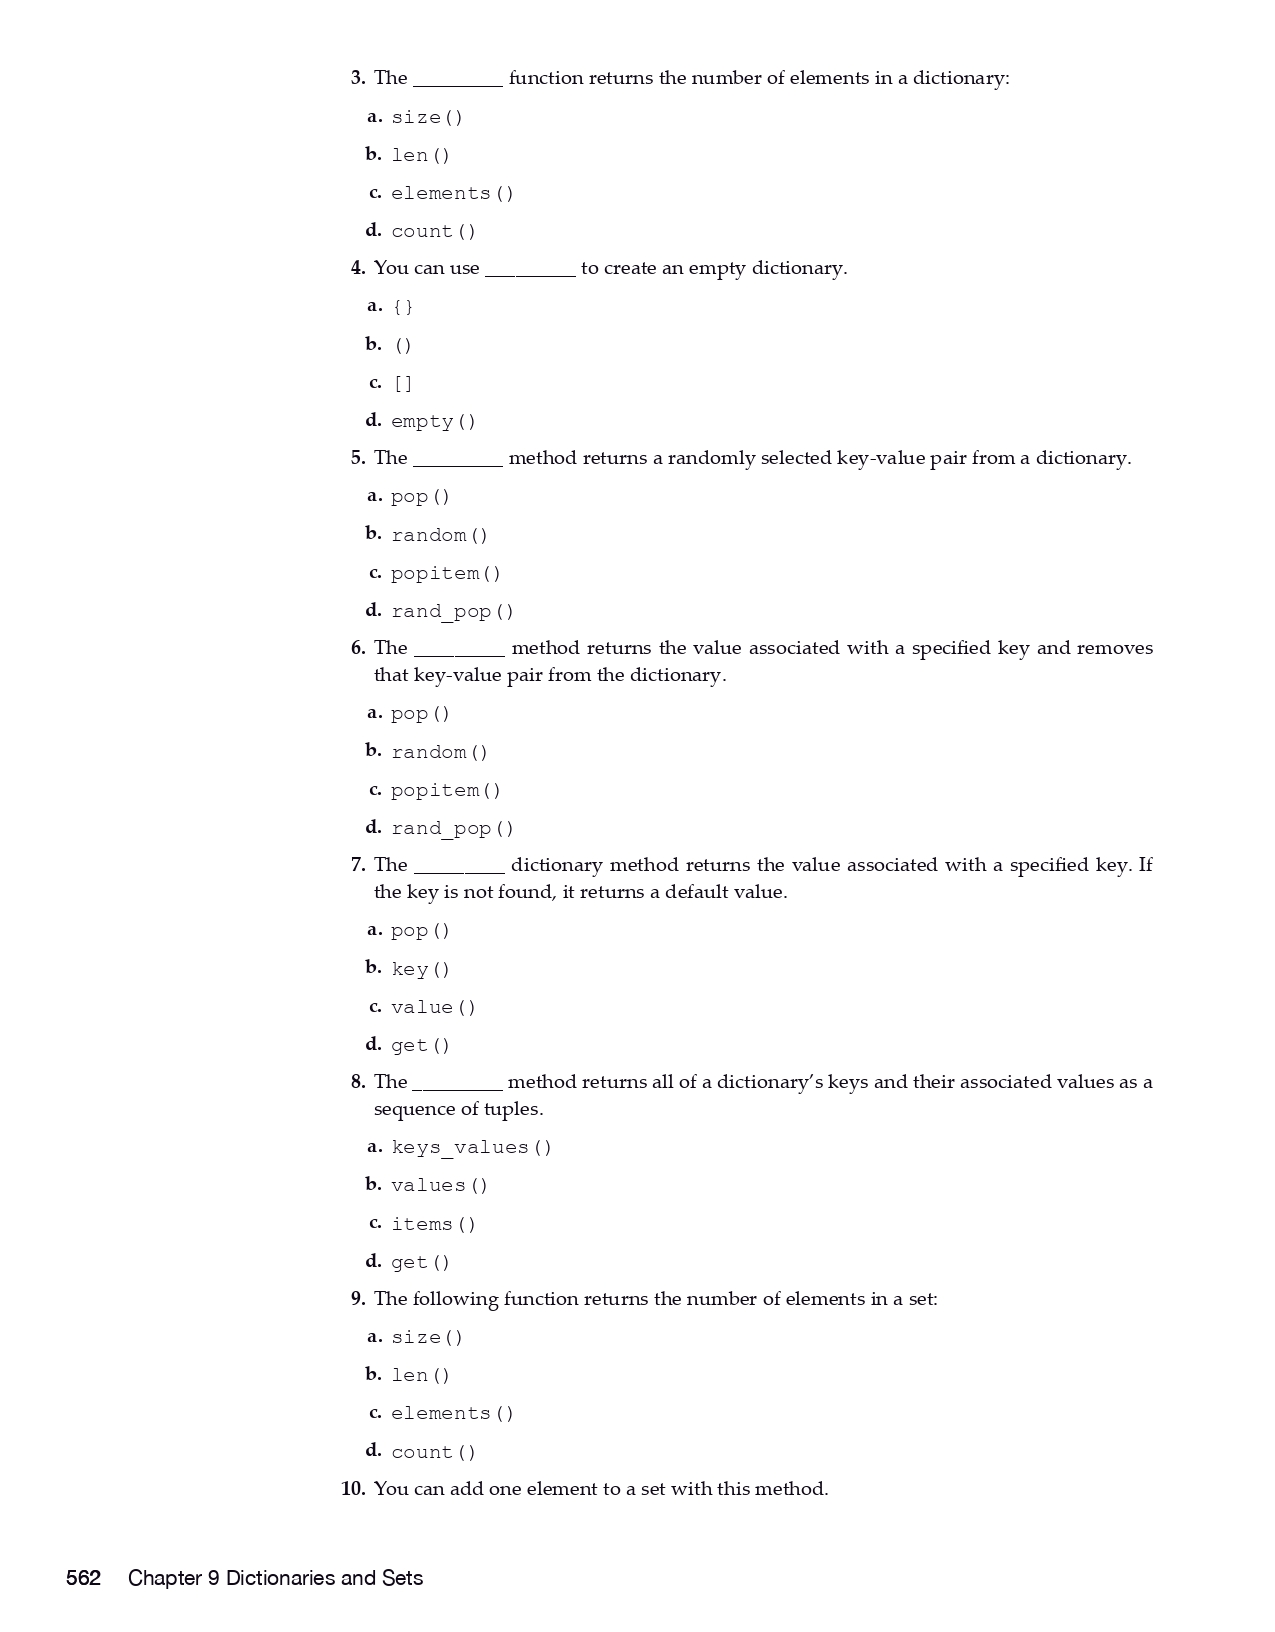 3. The _________ function returns the number of elements in a dictionary:
a. size()
b. len()
c. elements()
d. count()
4. You can use _________ to create an empty dictionary.
a. {}
b. ()
c. []
d. empty()
5. The _________ method returns a randomly selected key-value pair from a dictionary.
a. pop()
b. random()
c. popitem()
d. rand_pop()
6. The _________ method returns the value associated with a specified key and removes
that key-value pair from the dictionary.
a. pop()
b. random()
c. popitem()
d. rand_pop()
7. The _________ dictionary method returns the value associated with a specified key. If
the key is not found, it returns a default value.
a. pop()
b. key()
c. value()
d. get()
8. The _________ method returns all of a dictionary’s keys and their associated values as a
sequence of tuples.
a. keys_values()
b. values()
c. items()
d. get()
9. The following function returns the number of elements in a set:
a. size()
b. len()
c. elements()
d. count()
10. You can add one element to a set with this method.
562 Chapter 9 Dictionaries and Sets